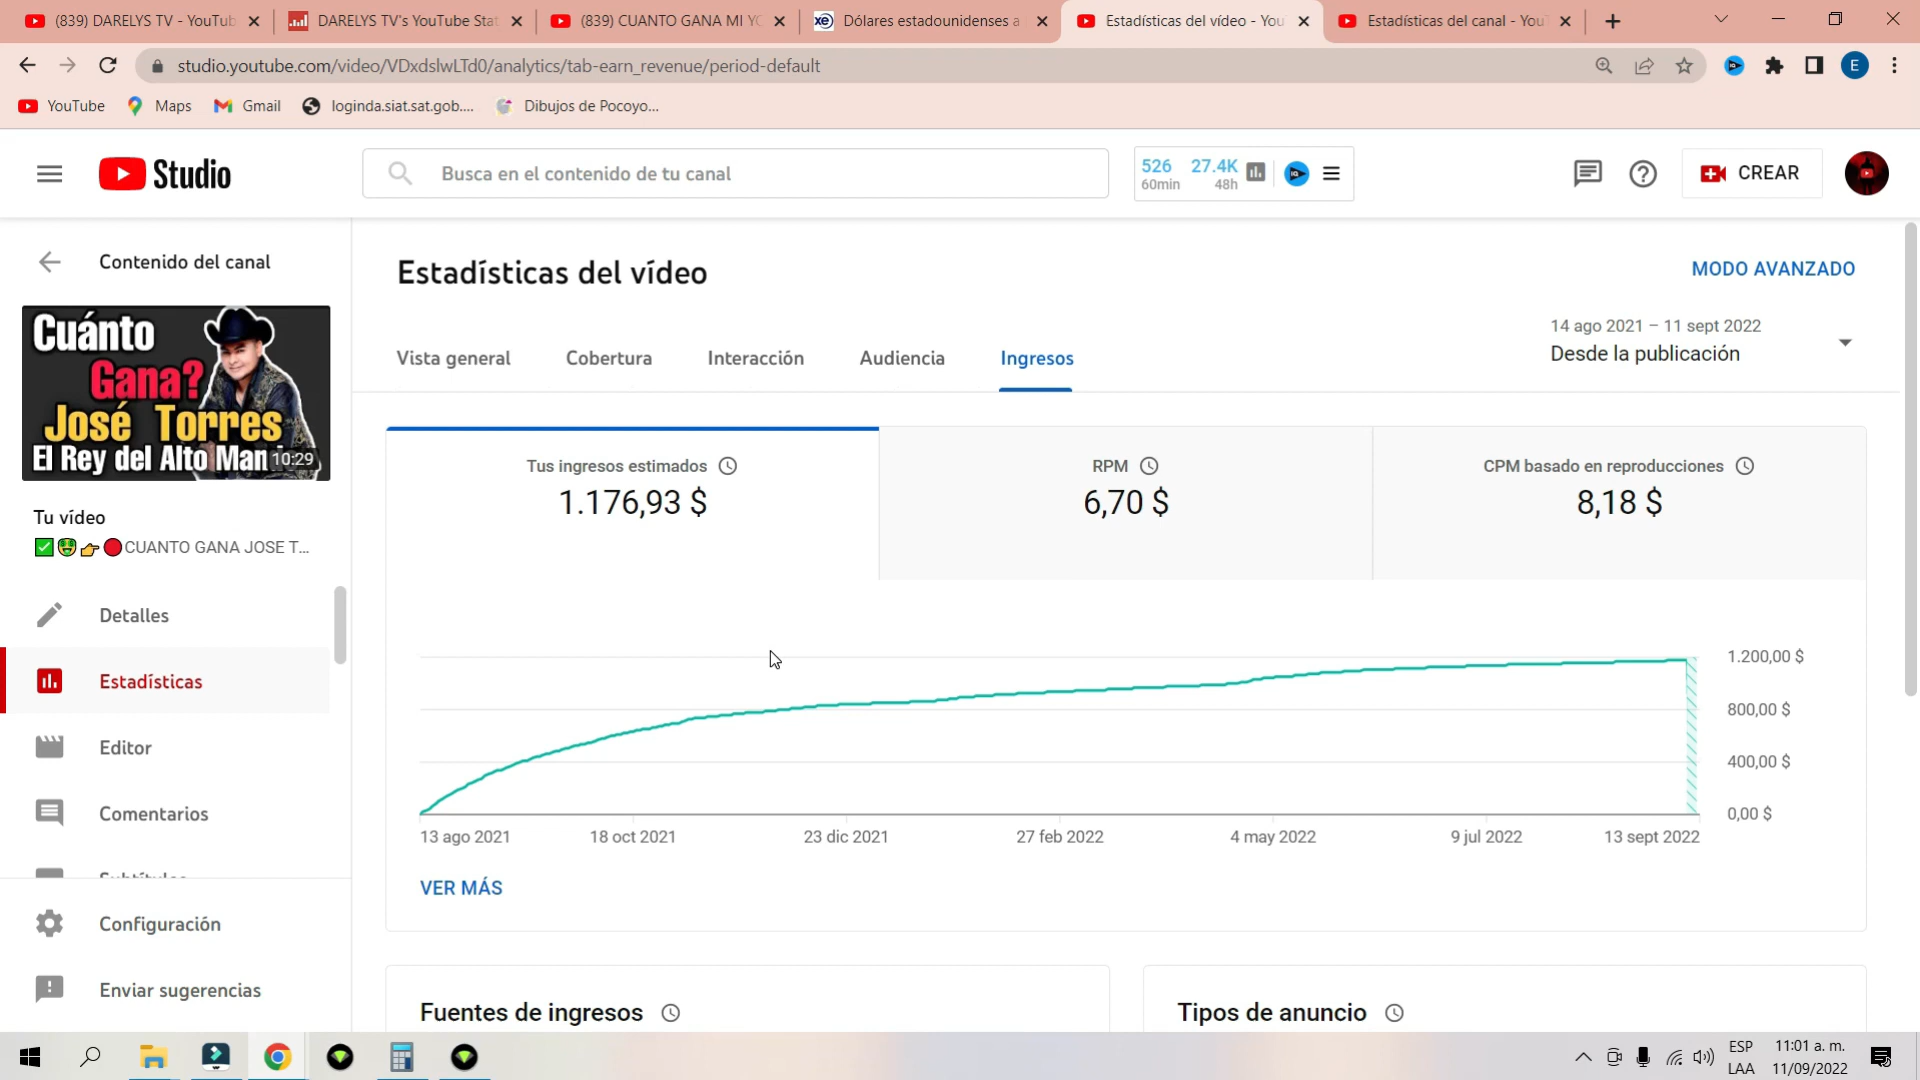 (839) DARELYS TV - YouTub
DARELYS TV's YouTube Stat
(839) CUANTO GANA MI YO
Dólares estadounidenses a
Estadísticas del vídeo - You
Estadísticas del canal - YouT
studio.youtube.com/video/VDxdslwLTd0/analytics/tab-earn_revenue/period-default
E
YouTube
Maps
Gmail
loginda.siat.sat.gob....
Dibujos de Pocoyo...
Studio
Busca en el contenido de tu canal
526
60min
27.4K
48h
CREAR
Contenido del canal
Cuánto
Gana?
José Torres
El Rey del Alto Man
10:29
Tu vídeo
CUANTO GANA JOSE T...
Detalles
Estadísticas
Editor
Comentarios
Configuración
Enviar sugerencias
Estadísticas del vídeo
MODO AVANZADO
14 ago 2021 – 11 sept 2022
Desde la publicación
Vista general
Cobertura
Interacción
Audiencia
Ingresos
Tus ingresos estimados
1.176,93 $
RPM
6,70 $
CPM basado en reproducciones
8,18 $
1.200,00 $
800,00 $
400,00 $
0,00 $
13 ago 2021
18 oct 2021
23 dic 2021
27 feb 2022
4 may 2022
9 jul 2022
13 sept 2022
VER MÁS
Fuentes de ingresos
Tipos de anuncio
ESP
LAA
11:01 a. m.
11/09/2022